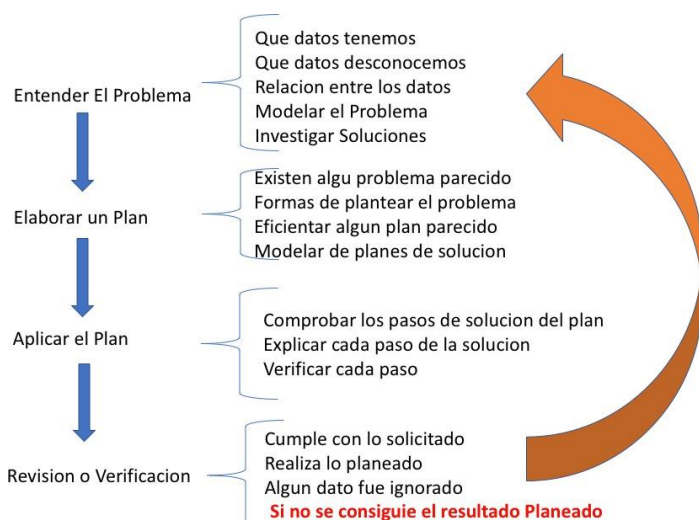 Entender El Problema
Que datos tenemos
Que datos desconocemos
Relacion entre los datos
Modelar el Problema
Investigar Soluciones
Elaborar un Plan
Existen algu problema parecido
Formas de plantear el problema
Eficientar algun plan parecido
Modelar de planes de solucion
Aplicar el Plan
Comprobar los pasos de solucion del plan
Explicar cada paso de la solucion
Verificar cada paso
Revision o Verificacion
Cumple con lo solicitado
Realiza lo planeado
Algun dato fue ignorado
Si no se consiguie el resultado Planeado